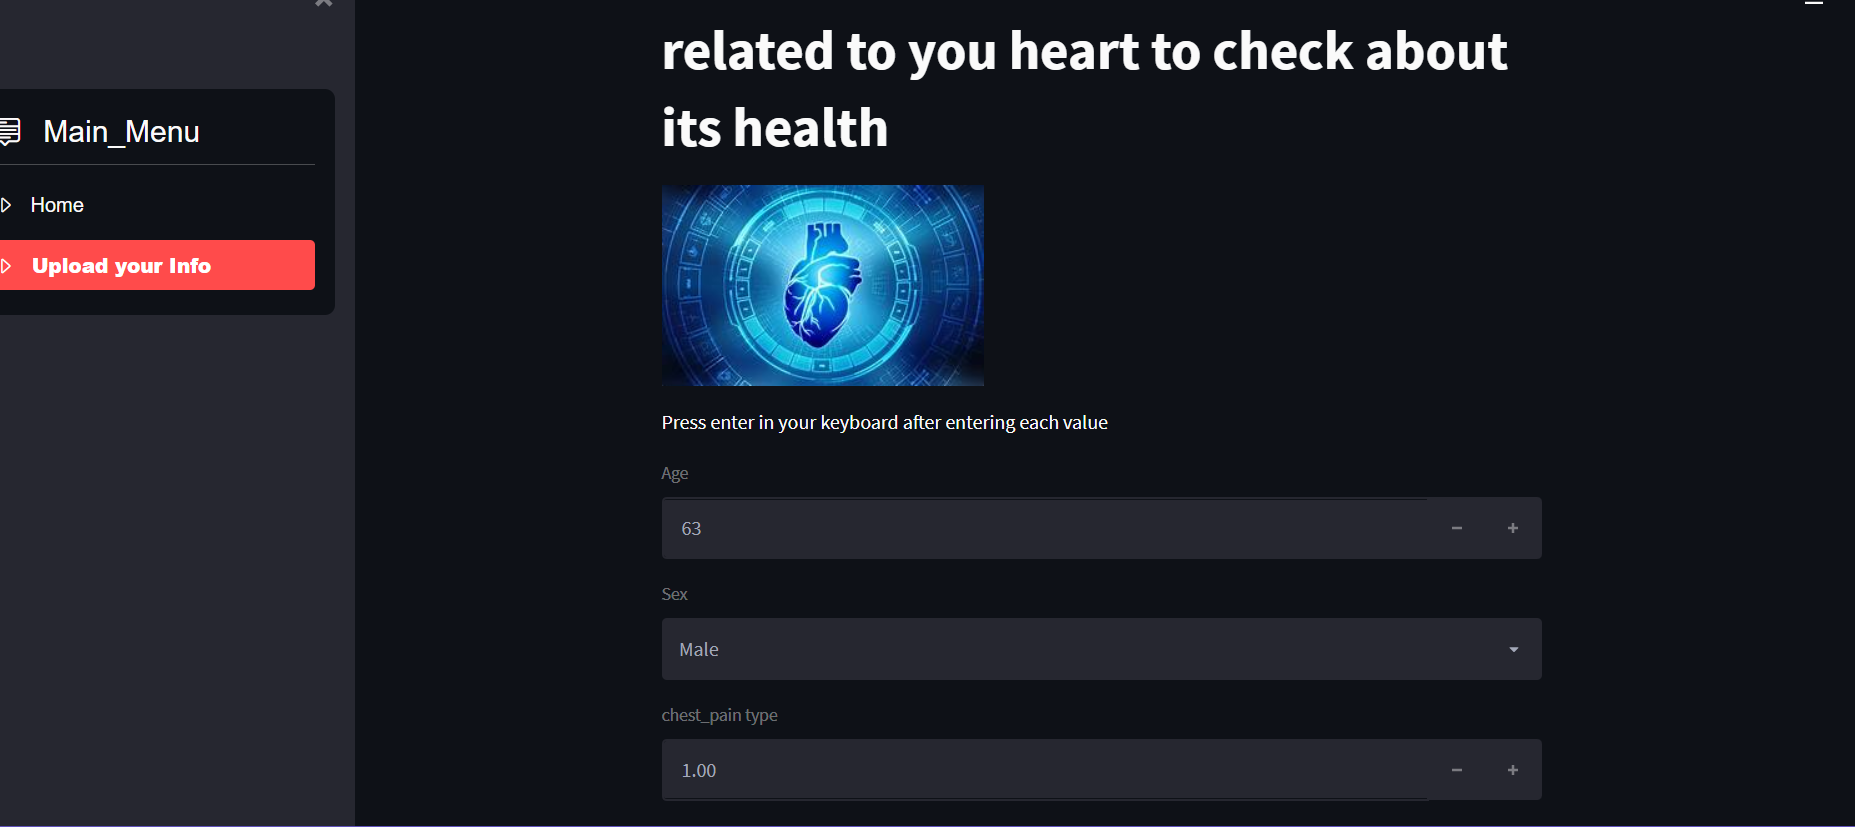 Main_Menu
Home
Upload your Info
related to you heart to check about
its health
Press enter in your keyboard after entering each value
Age
63
Sex
Male
chest_pain type
1.00